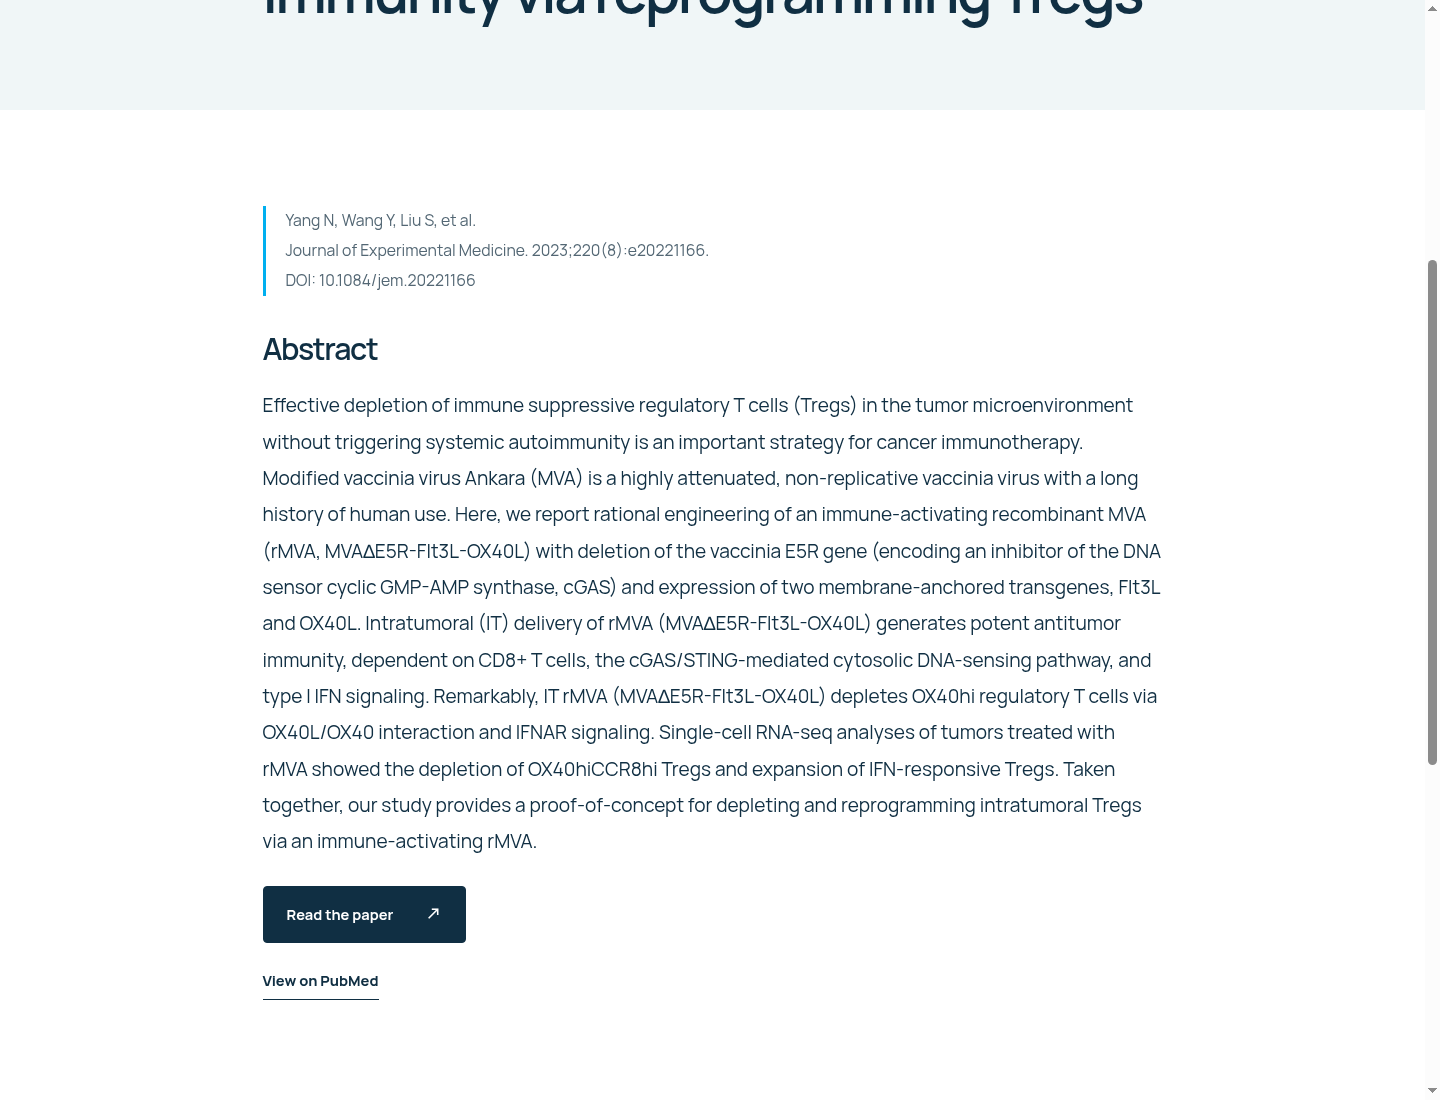 immunity via reprogramming Tregs
Yang N, Wang Y, Liu S, et al.
Journal of Experimental Medicine. 2023;220(8):e20221166.
DOI: 10.1084/jem.20221166
Abstract
Effective depletion of immune suppressive regulatory T cells (Tregs) in the tumor microenvironment
without triggering systemic autoimmunity is an important strategy for cancer immunotherapy.
Modified vaccinia virus Ankara (MVA) is a highly attenuated, non-replicative vaccinia virus with a long
history of human use. Here, we report rational engineering of an immune-activating recombinant MVA
(rMVA, MVA∆E5R-Flt3L-OX40L) with deletion of the vaccinia E5R gene (encoding an inhibitor of the DNA
sensor cyclic GMP-AMP synthase, cGAS) and expression of two membrane-anchored transgenes, Flt3L
and OX40L. Intratumoral (IT) delivery of rMVA (MVA∆E5R-Flt3L-OX40L) generates potent antitumor
immunity, dependent on CD8+ T cells, the cGAS/STING-mediated cytosolic DNA-sensing pathway, and
type I IFN signaling. Remarkably, IT rMVA (MVA∆E5R-Flt3L-OX40L) depletes OX40hi regulatory T cells via
OX40L/OX40 interaction and IFNAR signaling. Single-cell RNA-seq analyses of tumors treated with
rMVA showed the depletion of OX40hiCCR8hi Tregs and expansion of IFN-responsive Tregs. Taken
together, our study provides a proof-of-concept for depleting and reprogramming intratumoral Tregs
via an immune-activating rMVA.
Read the paper
View on PubMed